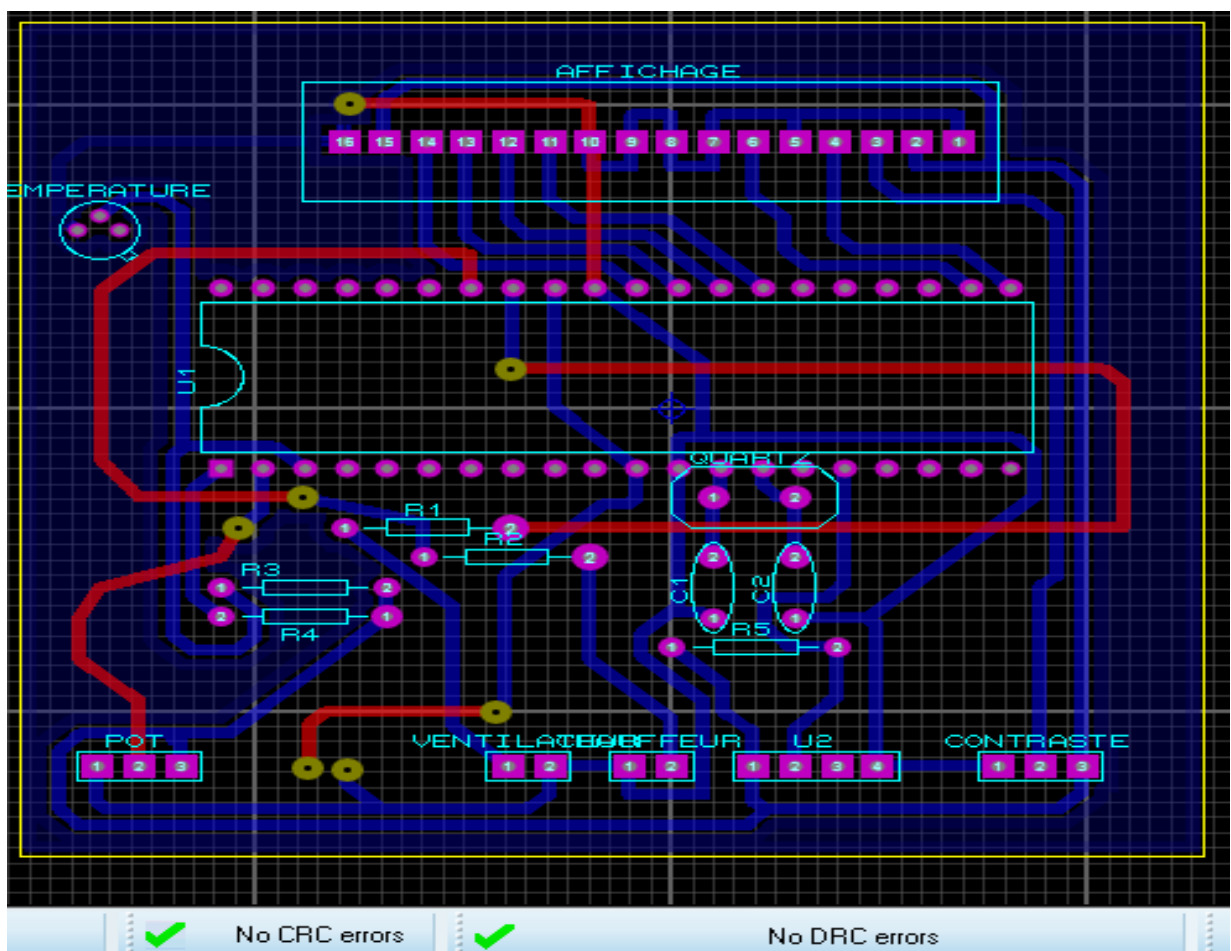 AFFICHAGE
16 15 14 13 12 11 10 9 8 7 6 5 4 3 2 1
EMPERATURE
U1
QUARTZ
1 2
R1
1 2
R2
1 2
2 2
C1 C2
R3
1 2
2 1
R4
1 1
R5
1 2
POT VENTILA U2 CONTRASTE
1 2 3 1 2 1 2 1 2 3 4 1 2 3
No CRC errors No DRC errors